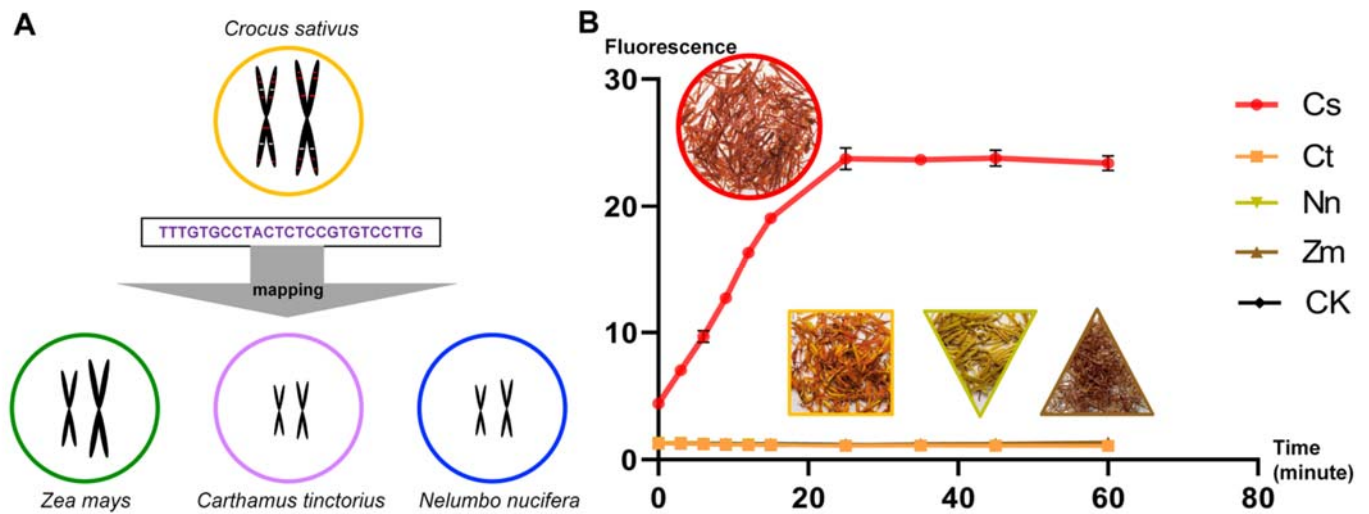 A
Crocus sativus
TTTGTGCCTACTCTCCGTGTCCTTG
mapping
Zea mays
Carthamus tinctorius
Nelumbo nucifera
B
Fluorescence
30
20
10
0
0
20
40
60
80
Time
(minute)
Cs
Ct
Nn
Zm
CK